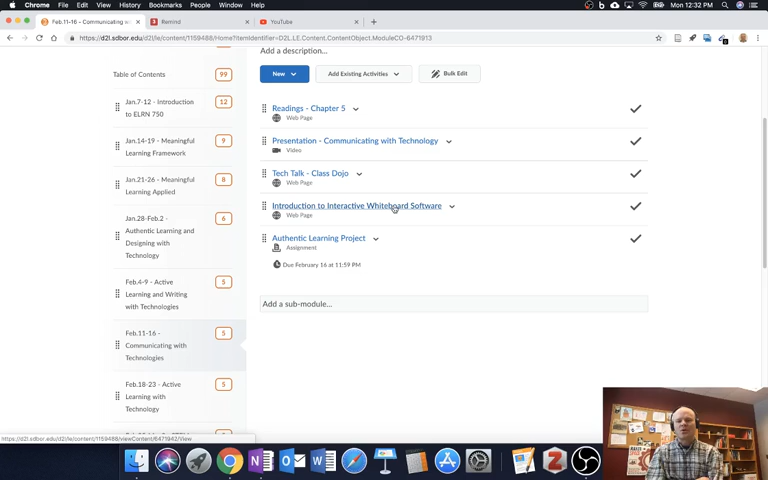 Chrome File Edit View History Bookmarks People Window Help Mon 12:32 PM
Feb.11-16 - Communicating w
Remind
YouTube
https://d2l.sdbor.edu/d2l/le/content/1159488/Home?itemIdentifier=D2L.LE.Content.ContentObject.ModuleCO-6471913
Add a description...
Table of Contents 99
New
Add Existing Activities
Bulk Edit
Jan.7-12 - Introduction to ELRN 750 12
Jan.14-19 - Meaningful Learning Framework 9
Jan.21-26 - Meaningful Learning Applied 8
Jan.28-Feb.2 - Authentic Learning and Designing with Technology 6
Feb.4-9 - Active Learning and Writing with Technologies 5
Feb.11-16 - Communicating with Technologies 5
Feb.18-23 - Active Learning with Technology 5
Readings - Chapter 5
Web Page
Presentation - Communicating with Technology
Video
Tech Talk - Class Dojo
Web Page
Introduction to Interactive Whiteboard Software
Web Page
Authentic Learning Project
Assignment
Due February 16 at 11:59 PM
Add a sub-module...
https://d2l.sdbor.edu/d2l/le/content/1159488/viewContent/6471942/View